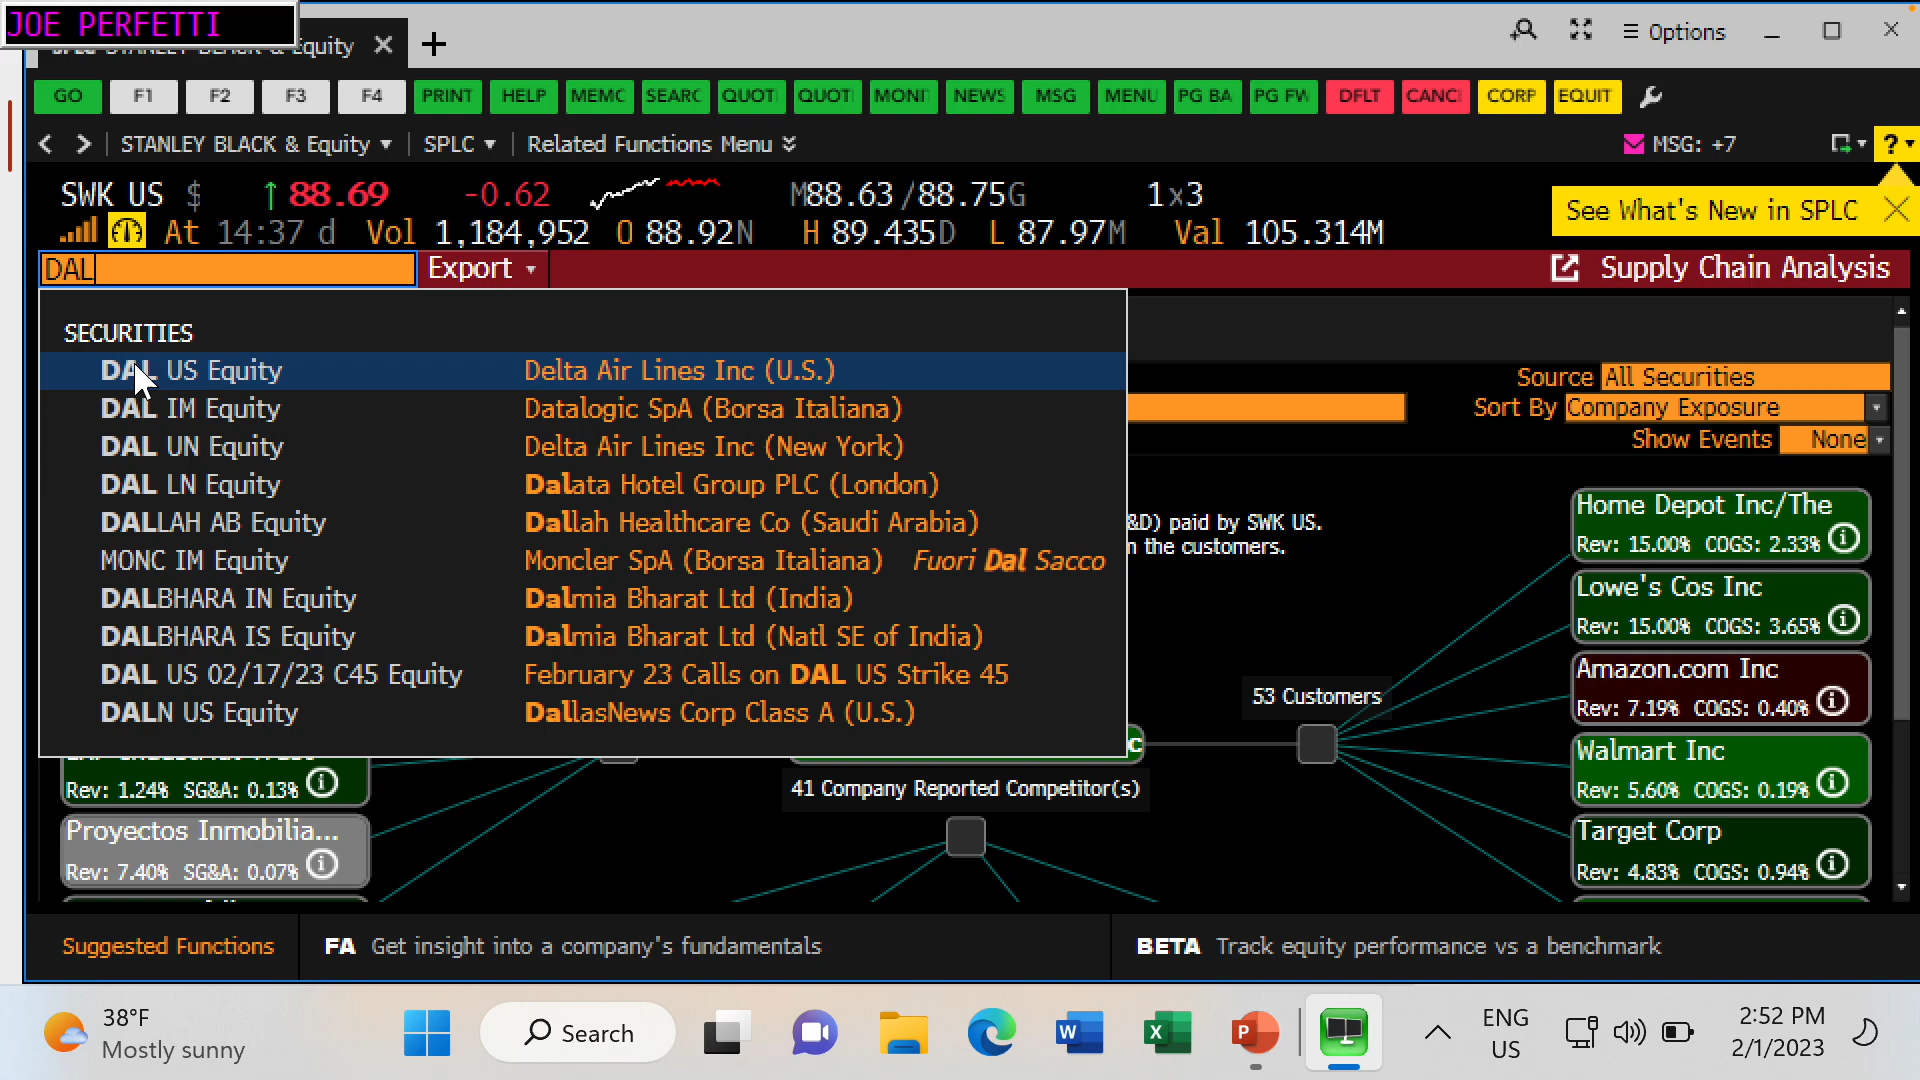 JOE PERFETTI
Equity
Options
GO F1 F2 F3 F4 PRINT HELP MEMC SEARC QUOT QUOT MONI NEWS MSG MENU PG BA PG FW DFLT CANC CORP EQUIT
STANLEY BLACK & Equity SPLC Related Functions Menu MSG: +7 ?
SWK US $ ↑ 88.69 -0.62 M88.63 /88.75G 1x3
See What's New in SPLC
At 14:37 d Vol 1,184,952 O 88.92N H 89.435D L 87.97M Val 105.314M
DAL Export Supply Chain Analysis
SECURITIES
DAL US Equity Delta Air Lines Inc (U.S.)
DAL IM Equity Datalogic SpA (Borsa Italiana)
DAL UN Equity Delta Air Lines Inc (New York)
DAL LN Equity Dalata Hotel Group PLC (London)
DALLAH AB Equity Dallah Healthcare Co (Saudi Arabia)
MONC IM Equity Moncler SpA (Borsa Italiana) Fuori Dal Sacco
DALBHARA IN Equity Dalmia Bharat Ltd (India)
DALBHARA IS Equity Dalmia Bharat Ltd (Natl SE of India)
DAL US 02/17/23 C45 Equity February 23 Calls on DAL US Strike 45
DALN US Equity DallasNews Corp Class A (U.S.)
Source All Securities
Sort By Company Exposure
Show Events None
&D) paid by SWK US.
the customers.
Home Depot Inc/The
Rev: 15.00% COGS: 2.33%
Lowe's Cos Inc
Rev: 15.00% COGS: 3.65%
Amazon.com Inc
Rev: 7.19% COGS: 0.40%
53 Customers
Walmart Inc
Rev: 5.60% COGS: 0.19%
Target Corp
Rev: 4.83% COGS: 0.94%
Rev: 1.24% SG&A: 0.13%
41 Company Reported Competitor(s)
Proyectos Inmobilia...
Rev: 7.40% SG&A: 0.07%
Suggested Functions FA Get insight into a company's fundamentals BETA Track equity performance vs a benchmark
38°F
Mostly sunny
Search
ENG
US
2:52 PM
2/1/2023